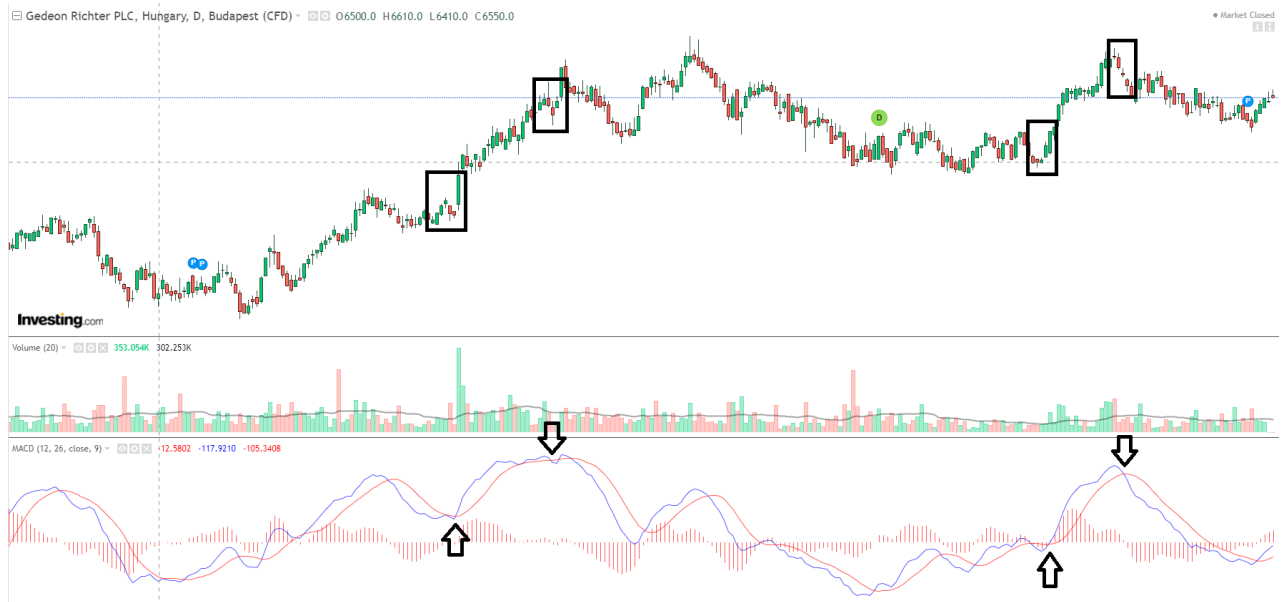 Gedeon Richter PLC, Hungary, D, Budapest (CFD) O6500.0 H6610.0 L6410.0 C6550.0
Market Closed
P
D
P P
Investing.com
Volume (20) 353.054K 302.253K
MACD (12, 26, close, 9) -12.5802 -117.9210 -105.3408